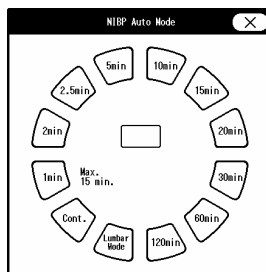 NIBP Auto Mode
5min
10min
2.5min
15min
2min
20min
1min
Max.
15 min.
30min
Cont.
60min
Lumbar
Mode
120min